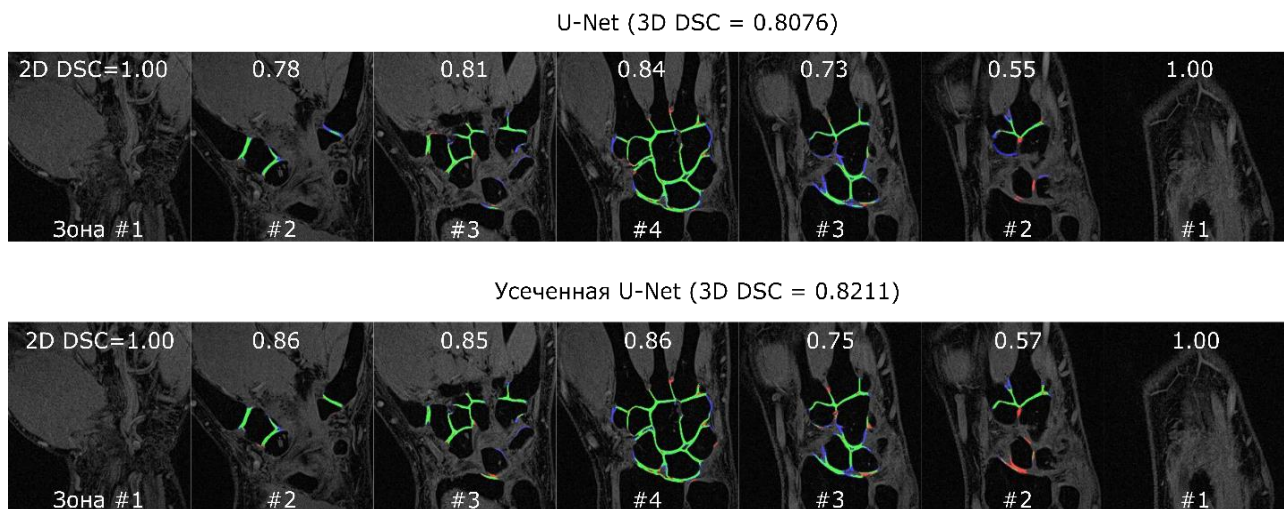 U-Net (3D DSC = 0.8076)
2D DSC=1.00 0.78 0.81 0.84 0.73 0.55 1.00
Зона #1 #2 #3 #4 #3 #2 #1
Усеченная U-Net (3D DSC = 0.8211)
2D DSC=1.00 0.86 0.85 0.86 0.75 0.57 1.00
Зона #1 #2 #3 #4 #3 #2 #1